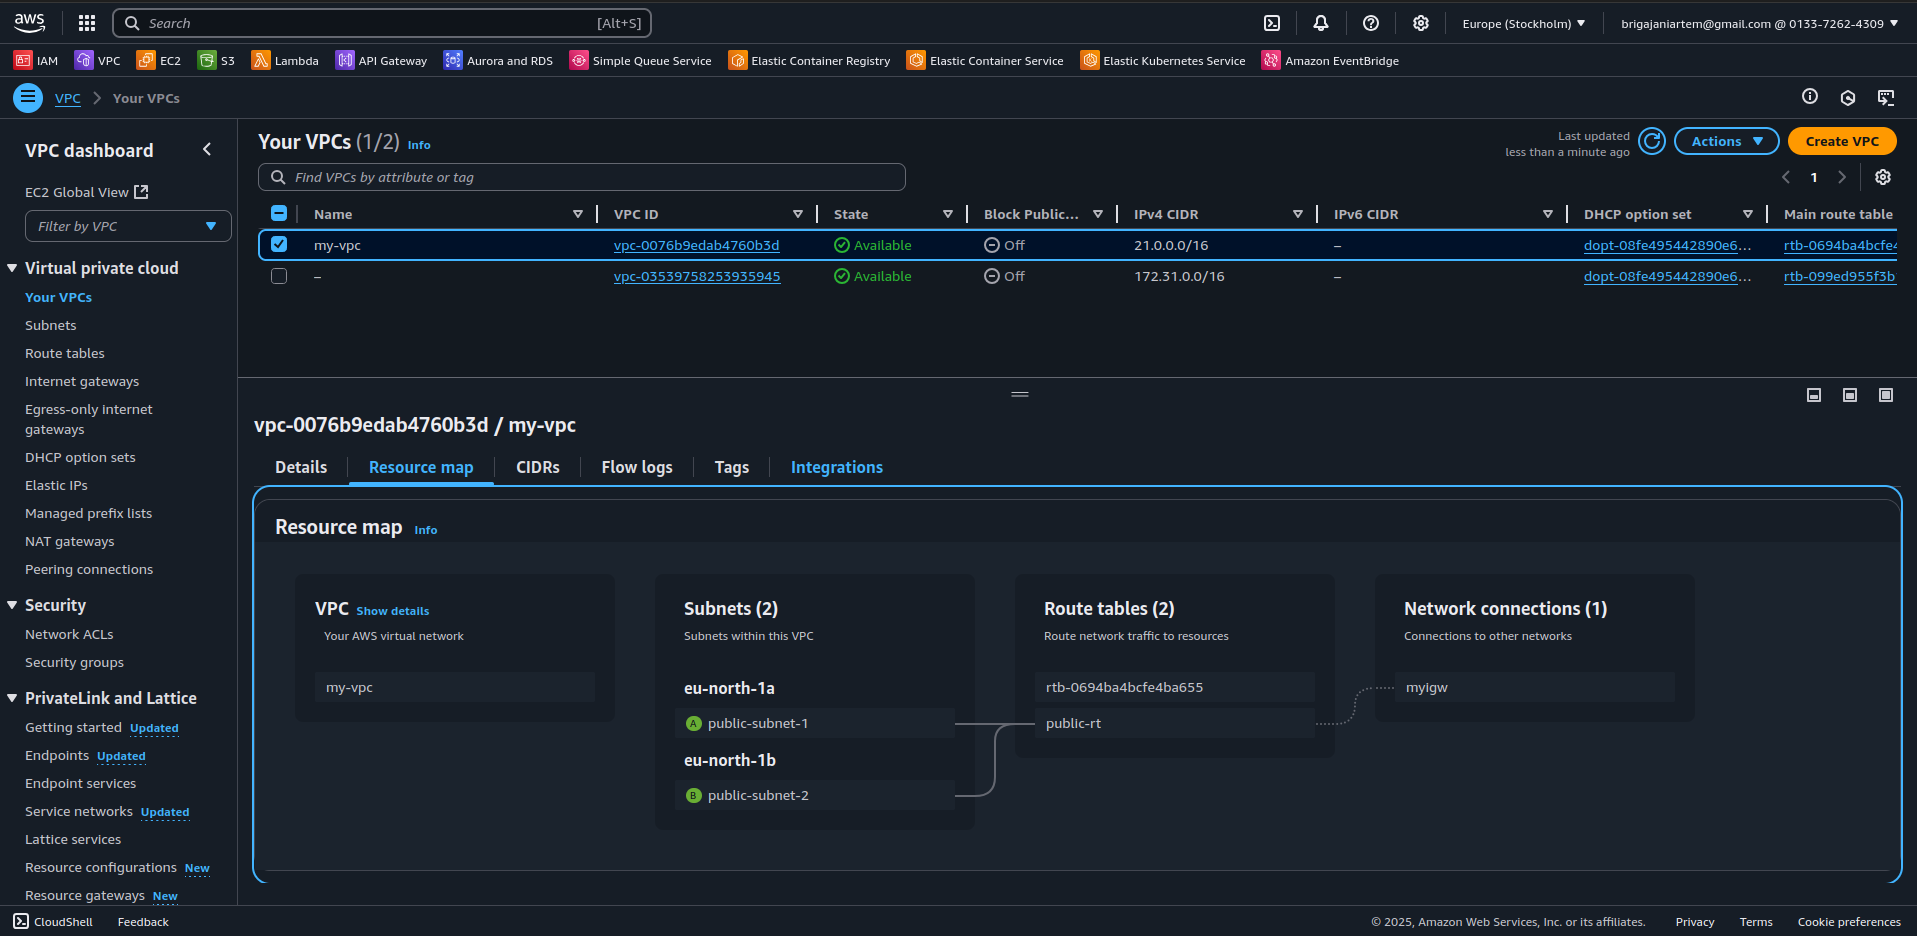 aws
Search [Alt+S]
Europe (Stockholm) brigajaniartem@gmail.com @ 0133-7262-4309
IAM VPC EC2 S3 Lambda API Gateway Aurora and RDS Simple Queue Service Elastic Container Registry Elastic Container Service Elastic Kubernetes Service Amazon EventBridge
VPC Your VPCs
VPC dashboard
EC2 Global View
Filter by VPC
Virtual private cloud
Your VPCs
Subnets
Route tables
Internet gateways
Egress-only internet
gateways
DHCP option sets
Elastic IPs
Managed prefix lists
NAT gateways
Peering connections
Security
Network ACLs
Security groups
PrivateLink and Lattice
Getting started Updated
Endpoints Updated
Endpoint services
Service networks Updated
Lattice services
Resource configurations New
Resource gateways New
Your VPCs (1/2) Info
Last updated
less than a minute ago
Actions
Create VPC
Find VPCs by attribute or tag
1
Name VPC ID State Block Public... IPv4 CIDR IPv6 CIDR DHCP option set Main route table
my-vpc vpc-0076b9edab4760b3d Available Off 21.0.0.0/16 – dopt-08fe495442890e6... rtb-0694ba4bcfe4
– vpc-03539758253935945 Available Off 172.31.0.0/16 – dopt-08fe495442890e6... rtb-099ed955f3b
vpc-0076b9edab4760b3d / my-vpc
Details Resource map CIDRs Flow logs Tags Integrations
Resource map Info
VPC Show details
Your AWS virtual network
my-vpc
Subnets (2)
Subnets within this VPC
eu-north-1a
A public-subnet-1
eu-north-1b
B public-subnet-2
Route tables (2)
Route network traffic to resources
rtb-0694ba4bcfe4ba655
public-rt
Network connections (1)
Connections to other networks
myigw
CloudShell Feedback © 2025, Amazon Web Services, Inc. or its affiliates. Privacy Terms Cookie preferences